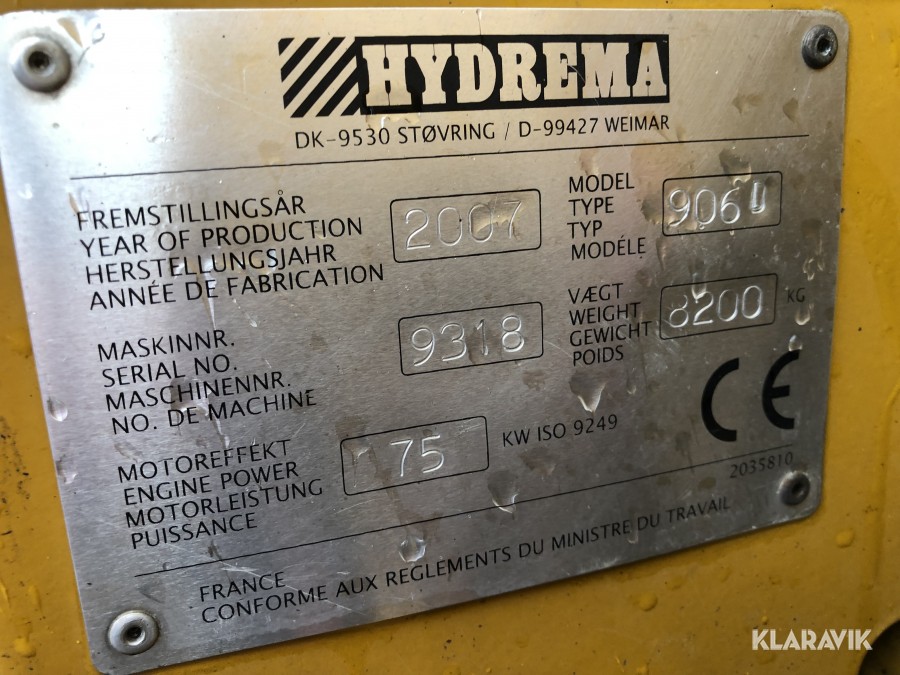 HYDREMA
DK-9530 STØVRING / D-99427 WEIMAR
FREMSTILLINGSÅR
YEAR OF PRODUCTION
HERSTELLUNGSJAHR
ANNÉE DE FABRICATION
2007
MODEL
TYPE
TYP
MODÉLE
906
MASKINNR.
SERIAL NO.
MASCHINENNR.
NO. DE MACHINE
9318
VÆGT
WEIGHT
GEWICHT
POIDS
8200 KG
MOTOREFFEKT
ENGINE POWER
MOTORLEISTUNG
PUISSANCE
75 KW ISO 9249
CE
2035810
FRANCE
CONFORME AUX REGLEMENTS DU MINISTRE DU TRAVAIL
KLARAVIK